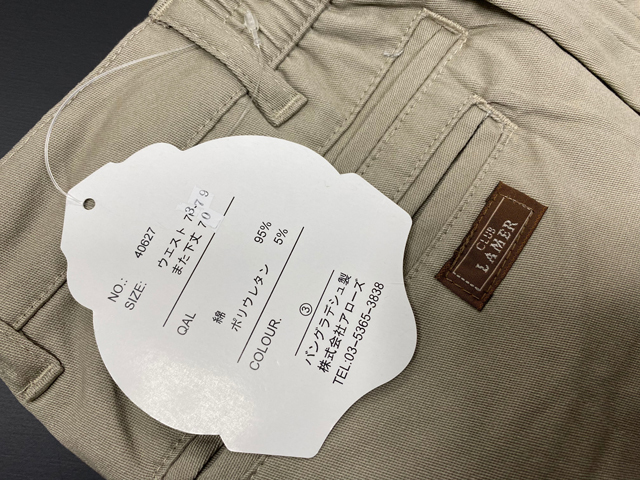 NO.: 40627
SIZE: ウエスト 73-79
また下丈 70
QAL 綿 95%
ポリウレタン 5%
COLOUR. ③
バングラデシュ製
株式会社アローズ
TEL:03-5365-3838
CLUB
LAMER